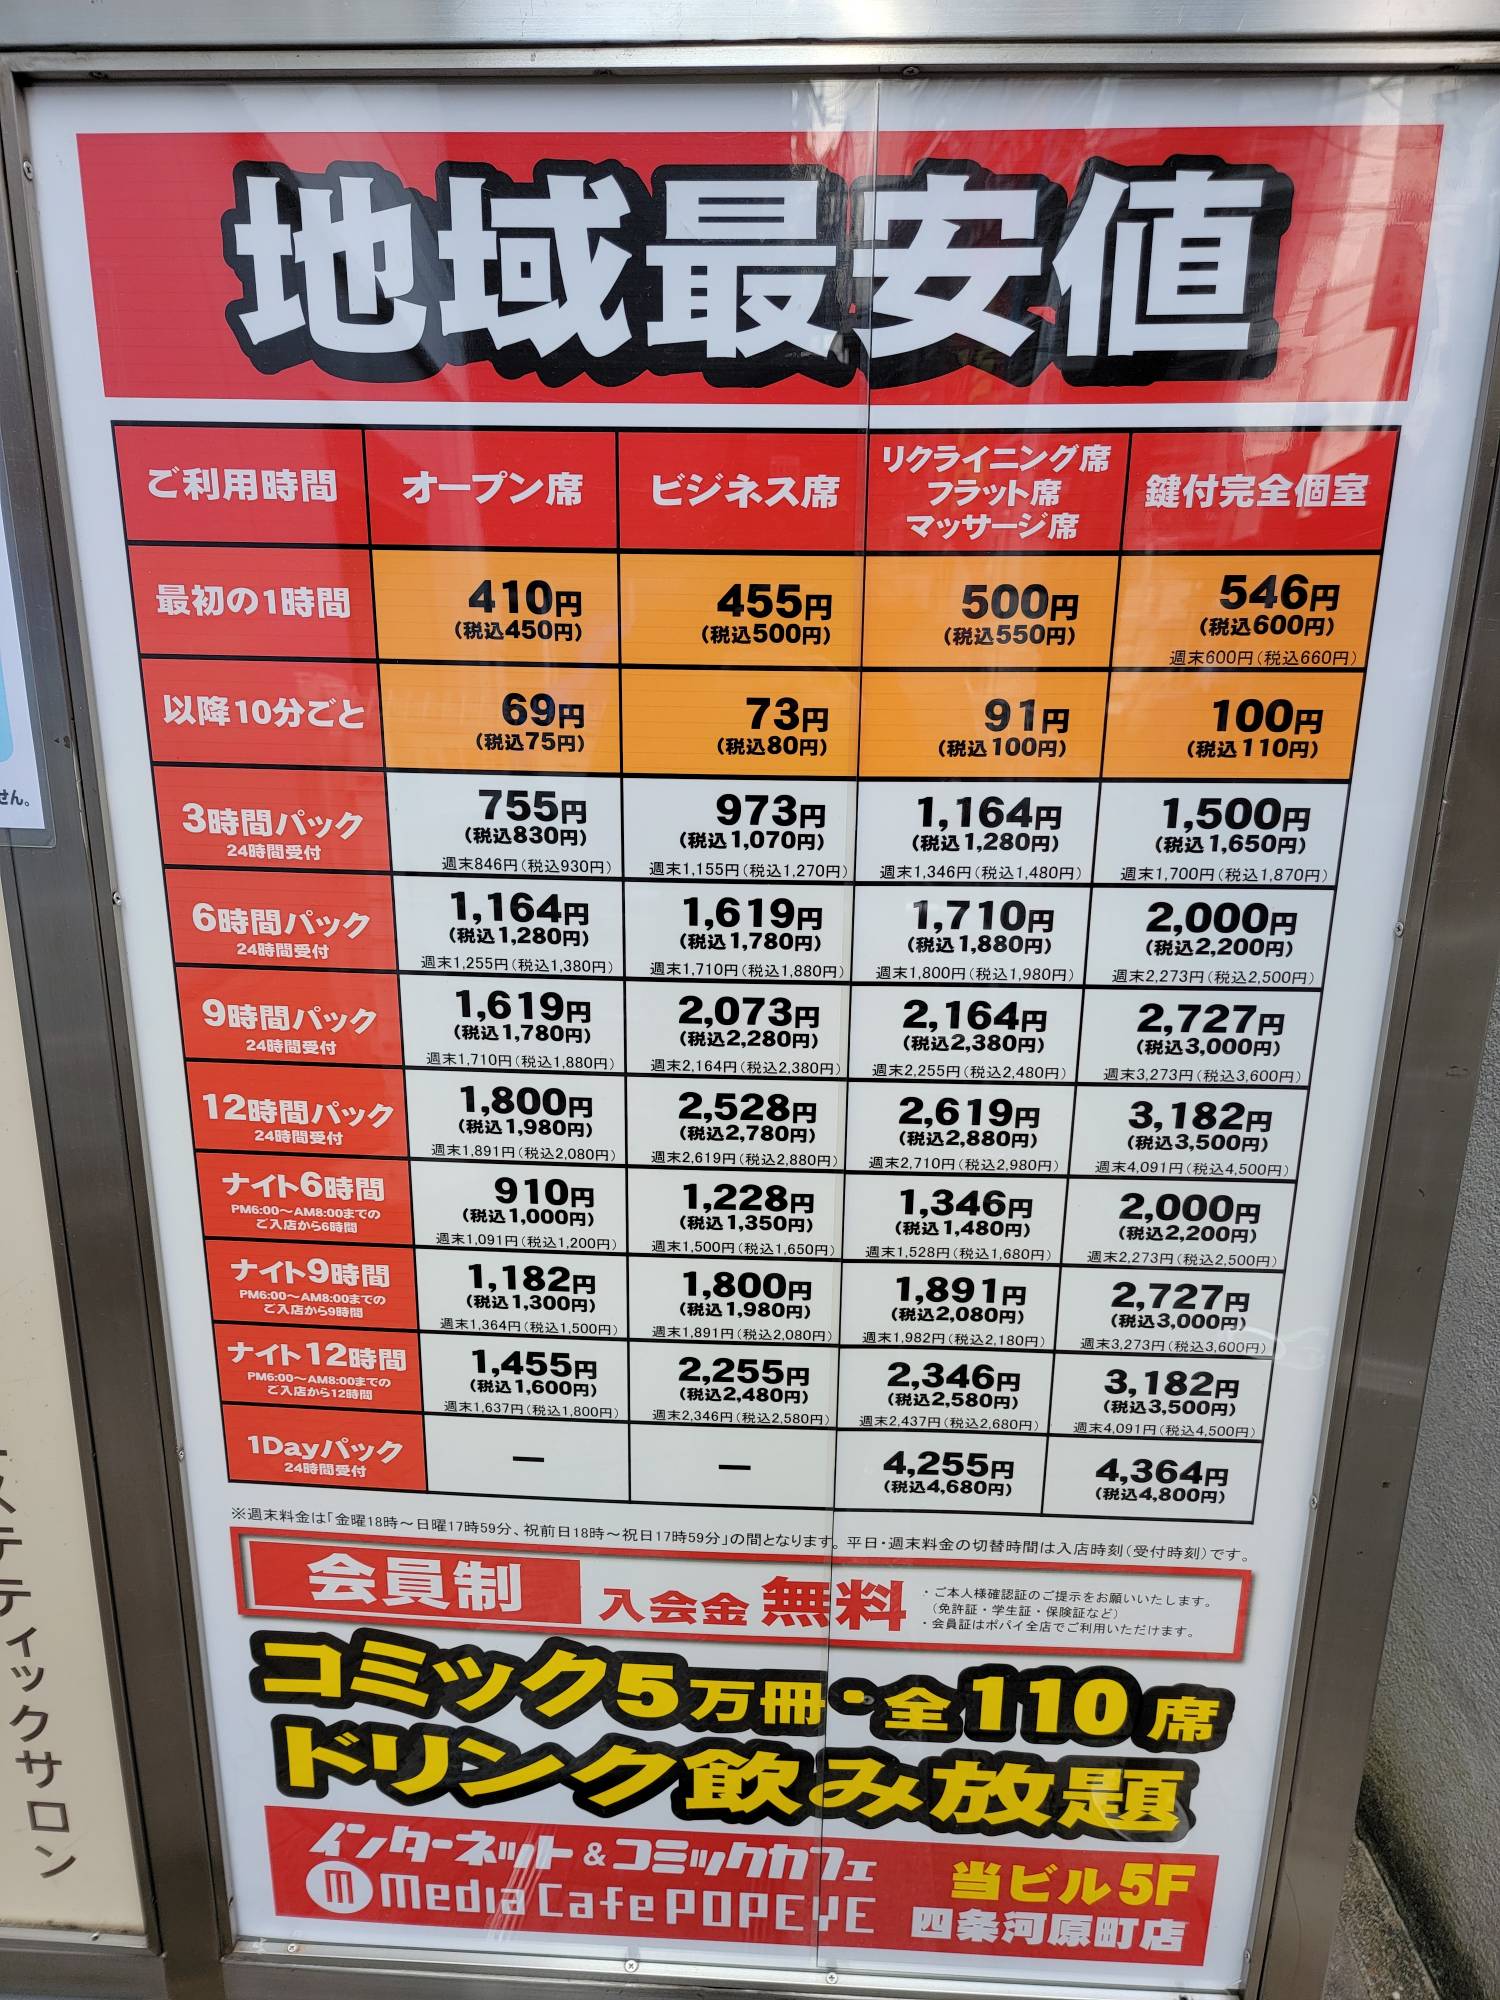 地域最安値
ご利用時間
オープン席
ビジネス席
リクライニング席
フラット席
マッサージ席
鍵付完全個室
最初の1時間
410円
(税込450円)
455円
(税込500円)
500円
(税込550円)
546円
(税込600円)
週末600円(税込660円)
以降10分ごと
69円
(税込75円)
73円
(税込80円)
91円
(税込100円)
100円
(税込110円)
3時間パック
24時間受付
755円
(税込830円)
週末846円(税込930円)
973円
(税込1,070円)
週末1,155円(税込1,270円)
1,164円
(税込1,280円)
週末1,346円(税込1,480円)
1,500円
(税込1,650円)
週末1,700円(税込1,870円)
6時間パック
24時間受付
1,164円
(税込1,280円)
週末1,255円(税込1,380円)
1,619円
(税込1,780円)
週末1,710円(税込1,880円)
1,710円
(税込1,880円)
週末1,800円(税込1,980円)
2,000円
(税込2,200円)
週末2,273円(税込2,500円)
9時間パック
24時間受付
1,619円
(税込1,780円)
週末1,710円(税込1,880円)
2,073円
(税込2,280円)
週末2,164円(税込2,380円)
2,164円
(税込2,380円)
週末2,255円(税込2,480円)
2,727円
(税込3,000円)
週末3,273円(税込3,600円)
12時間パック
24時間受付
1,800円
(税込1,980円)
週末1,891円(税込2,080円)
2,528円
(税込2,780円)
週末2,619円(税込2,880円)
2,619円
(税込2,880円)
週末2,710円(税込2,980円)
3,182円
(税込3,500円)
週末4,091円(税込4,500円)
ナイト6時間
PM6:00〜AM8:00までの
ご入店から6時間
910円
(税込1,000円)
週末1,091円(税込1,200円)
1,228円
(税込1,350円)
週末1,500円(税込1,650円)
1,346円
(税込1,480円)
週末1,528円(税込1,680円)
2,000円
(税込2,200円)
週末2,273円(税込2,500円)
ナイト9時間
PM6:00〜AM8:00までの
ご入店から9時間
1,182円
(税込1,300円)
週末1,364円(税込1,500円)
1,800円
(税込1,980円)
週末1,891円(税込2,080円)
1,891円
(税込2,080円)
週末1,982円(税込2,180円)
2,727円
(税込3,000円)
週末3,273円(税込3,600円)
ナイト12時間
PM6:00〜AM8:00までの
ご入店から12時間
1,455円
(税込1,600円)
週末1,637円(税込1,800円)
2,255円
(税込2,480円)
週末2,346円(税込2,580円)
2,346円
(税込2,580円)
週末2,437円(税込2,680円)
3,182円
(税込3,500円)
週末4,091円(税込4,500円)
1Dayパック
24時間受付
—
—
4,255円
(税込4,680円)
4,364円
(税込4,800円)
※週末料金は「金曜18時〜日曜17時59分、祝前日18時〜祝日17時59分」の間となります。平日・週末料金の切替時間は入店時刻(受付時刻)です。
会員制
入会金 無料
・ご本人様確認証のご提示をお願いいたします。
(免許証・学生証・保険証など)
・会員証はポパイ全店でご利用いただけます。
コミック5万冊・全110席
ドリンク飲み放題
インターネット&コミックカフェ
Media Cafe POPEYE
当ビル5F
四条河原町店
せん。
ステティックサロン